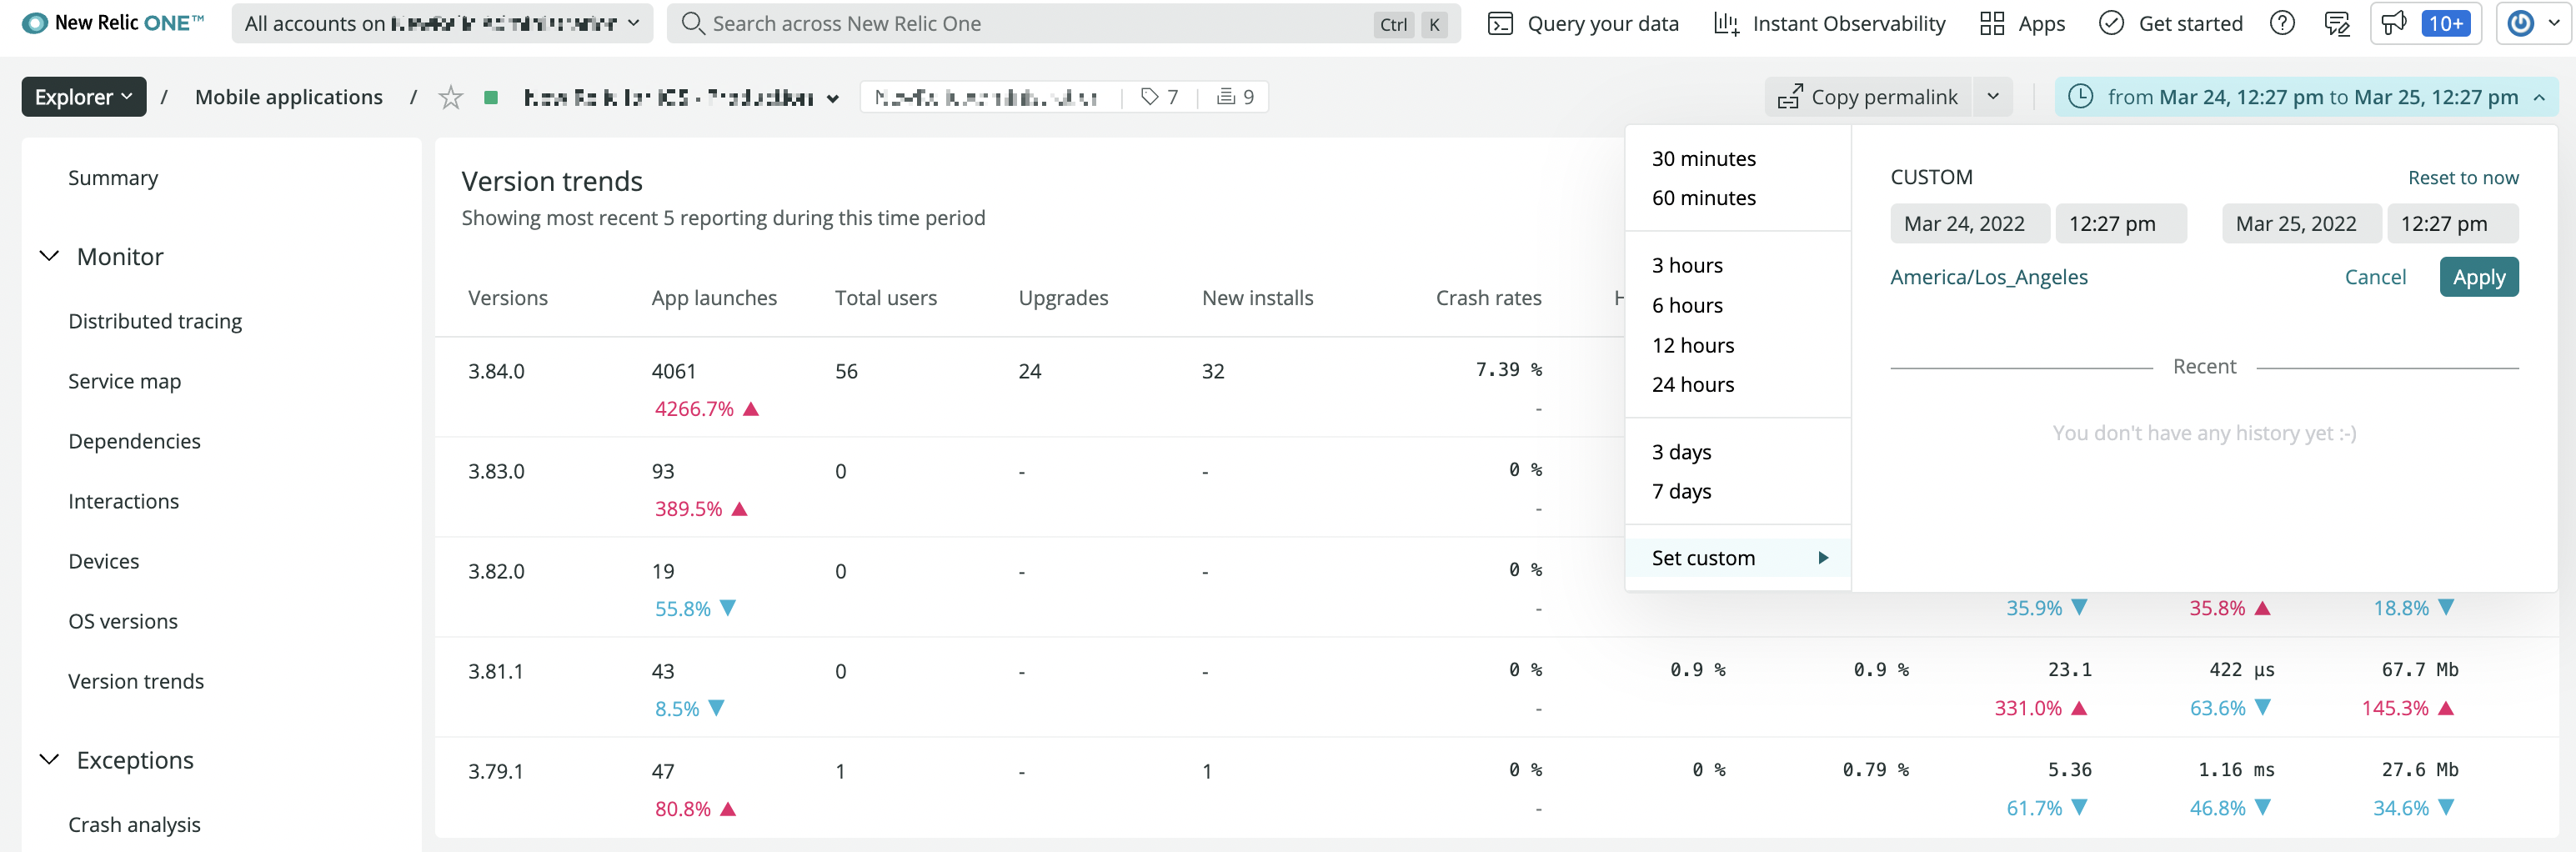 New Relic ONE™
All accounts on
Search across New Relic One
Ctrl K
Query your data
Instant Observability
Apps
Get started
10+
Explorer / Mobile applications /
7
9
Copy permalink
from Mar 24, 12:27 pm to Mar 25, 12:27 pm
Summary
Monitor
Distributed tracing
Service map
Dependencies
Interactions
Devices
OS versions
Version trends
Exceptions
Crash analysis
Version trends
Showing most recent 5 reporting during this time period
Versions App launches Total users Upgrades New installs Crash rates H
3.84.0 4061 56 24 32 7.39 %
4266.7% ▲ -
3.83.0 93 0 - - 0 %
389.5% ▲ -
3.82.0 19 0 - - 0 %
55.8% ▼ - 35.9% ▼ 35.8% ▲ 18.8% ▼
3.81.1 43 0 - - 0 % 0.9 % 0.9 % 23.1 422 µs 67.7 Mb
8.5% ▼ - 331.0% ▲ 63.6% ▼ 145.3% ▲
3.79.1 47 1 - 1 0 % 0 % 0.79 % 5.36 1.16 ms 27.6 Mb
80.8% ▲ - 61.7% ▼ 46.8% ▼ 34.6% ▼
30 minutes
60 minutes
3 hours
6 hours
12 hours
24 hours
3 days
7 days
Set custom
CUSTOM
Reset to now
Mar 24, 2022 12:27 pm Mar 25, 2022 12:27 pm
America/Los_Angeles Cancel Apply
Recent
You don't have any history yet :-)